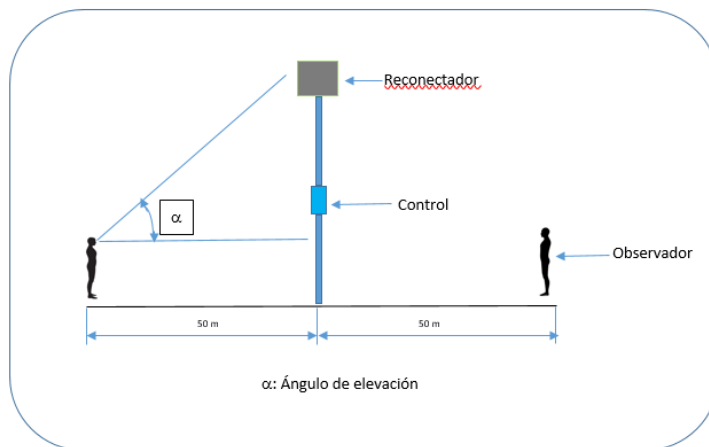 Reconectador
α
Control
Observador
50 m
50 m
α: Ángulo de elevación